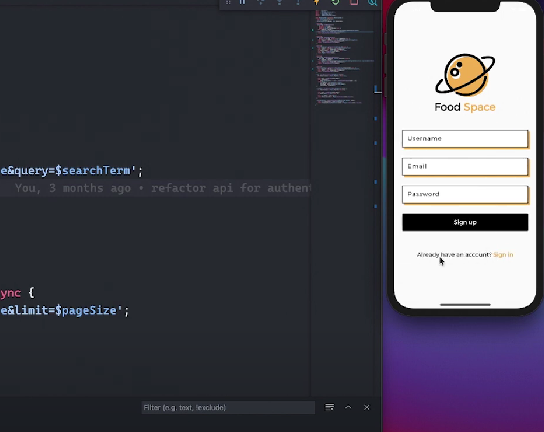 e&query=$searchTerm';
You, 3 months ago • refactor api for authent
ync {
e&limit=$pageSize';
Filter (e.g. text, !exclude)
Food Space
Username
Email
Password
Sign up
Already have an account? Sign in